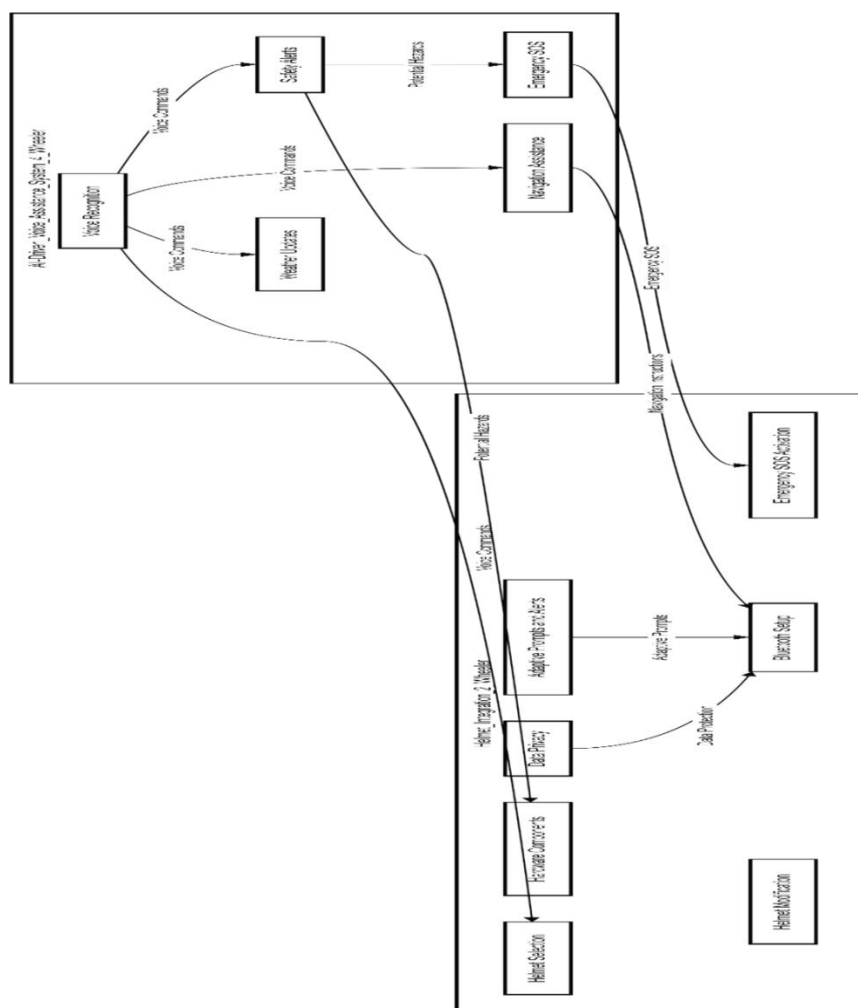 AI-Driver_Voice_Assistance_System_4_Wheeler
Voice Recognition
Voice Commands
Voice Commands
Voice Commands
Safety Alerts
Weather Updates
Potential Hazards
Emergency SOS
Navigation Assistance
Emergency SOS
Navigation Instructions
Potential Hazards
Voice Commands
Helmet_Integration_2_Wheeler
Adaptive Prompts and Alerts
Data Privacy
Hardware Components
Helmet Selection
Adaptive Prompts
Data Protection
Emergency SOS Activation
Bluetooth Setup
Helmet Modification